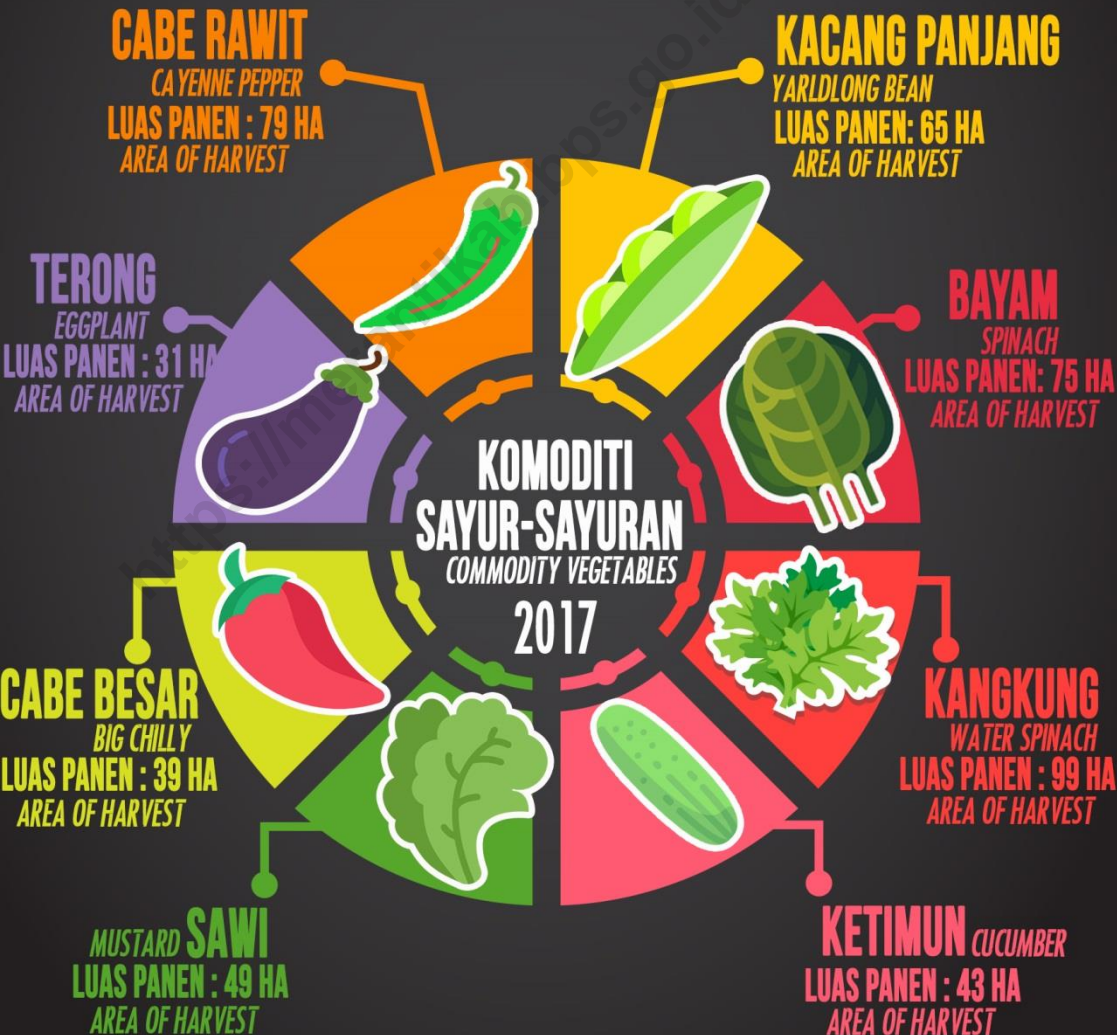 CABE RAWIT
CAYENNE PEPPER
LUAS PANEN : 79 HA
AREA OF HARVEST
KACANG PANJANG
YARLDLONG BEAN
LUAS PANEN: 65 HA
AREA OF HARVEST
TERONG
EGGPLANT
LUAS PANEN : 31 HA
AREA OF HARVEST
BAYAM
SPINACH
LUAS PANEN: 75 HA
AREA OF HARVEST
KOMODITI
SAYUR-SAYURAN
COMMODITY VEGETABLES
2017
CABE BESAR
BIG CHILLY
LUAS PANEN : 39 HA
AREA OF HARVEST
KANGKUNG
WATER SPINACH
LUAS PANEN : 99 HA
AREA OF HARVEST
MUSTARD SAWI
LUAS PANEN : 49 HA
AREA OF HARVEST
KETIMUN CUCUMBER
LUAS PANEN : 43 HA
AREA OF HARVEST